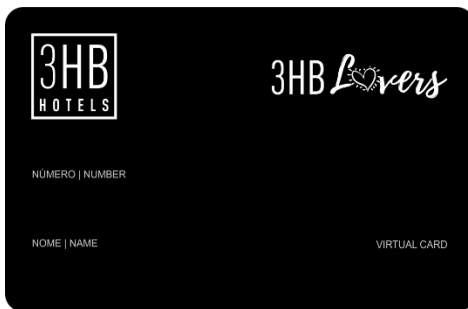 3HB
HOTELS
3HB Lovers
NÚMERO | NUMBER
NOME | NAME
VIRTUAL CARD